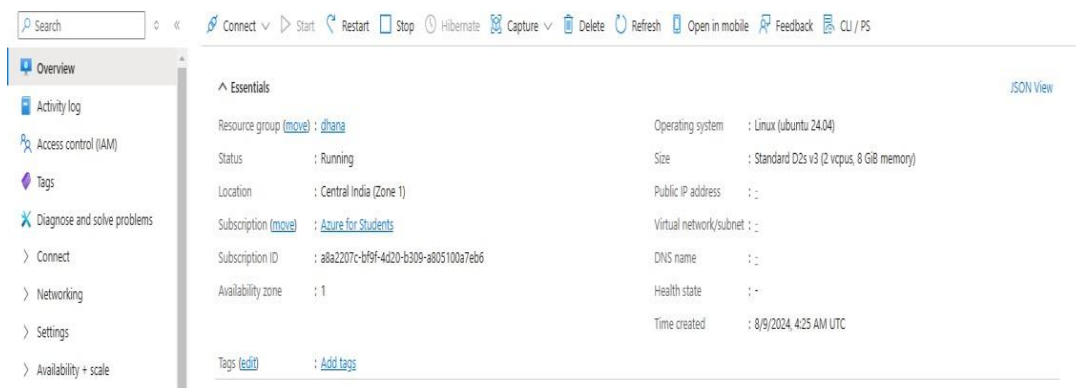 Search
Connect Start Restart Stop Hibernate Capture Delete Refresh Open in mobile Feedback CLI / PS
Overview
Activity log
Access control (IAM)
Tags
Diagnose and solve problems
Connect
Networking
Settings
Availability + scale
Essentials
JSON View
Resource group (move) : dhana
Status : Running
Location : Central India (Zone 1)
Subscription (move) : Azure for Students
Subscription ID : a8a2207c-bf9f-4d20-b309-a805100a7eb6
Availability zone : 1
Operating system : Linux (ubuntu 24.04)
Size : Standard D2s v3 (2 vcpus, 8 GiB memory)
Public IP address : -
Virtual network/subnet : -
DNS name : -
Health state : -
Time created : 8/9/2024, 4:25 AM UTC
Tags (edit) : Add tags